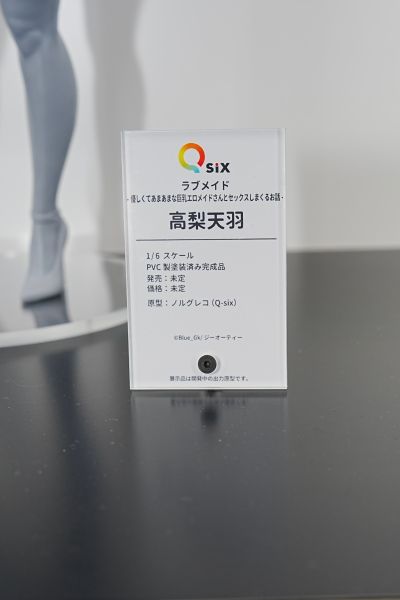 Q six
ラブメイド
- 優しくてあまあまな巨乳エロメイドさんとセックスしまくるお話 -
高梨天羽
1/6 スケール
PVC 製塗装済み完成品
発売：未定
価格：未定
原型：ノルグレコ（Q-six）
©Blue_Gk/ジーオーティー
展示品は開発中の出力原型です。